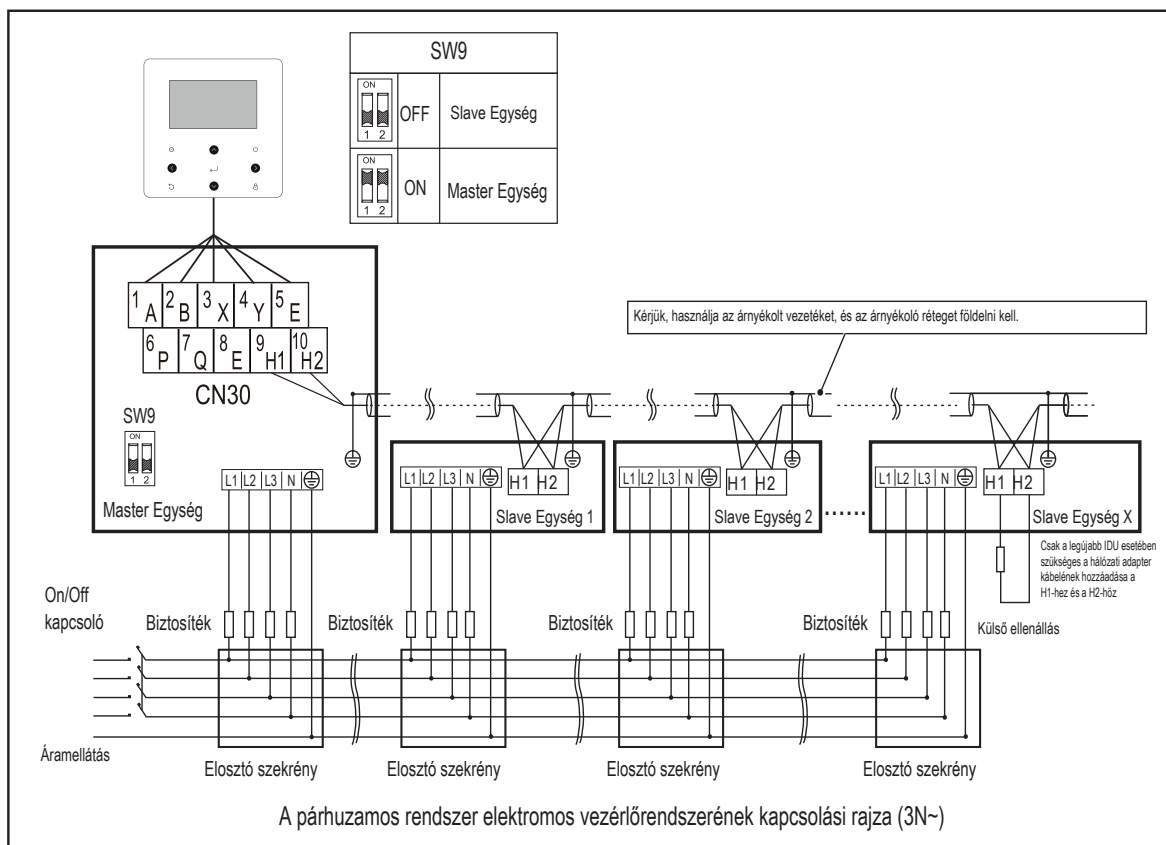 SW9
ON
1 2
OFF
Slave Egység
ON
1 2
ON
Master Egység
1 A
2 B
3 X
4 Y
5 E
6 P
7 Q
8 E
9 H1
10 H2
CN30
Kérjük, használja az árnyékolt vezetéket, és az árnyékoló réteget földelni kell.
SW9
ON
1 2
Master Egység
L1 L2 L3 N
L1 L2 L3 N
H1 H2
Slave Egység 1
L1 L2 L3 N
H1 H2
Slave Egység 2
......
L1 L2 L3 N
H1 H2
Slave Egység X
Csak a legújabb IDU esetében
szükséges a hálózati adapter
kábelének hozzáadása a
H1-hez és a H2-höz
On/Off
kapcsoló
Biztosíték
Biztosíték
Biztosíték
Biztosíték
Külső ellenállás
Áramellátás
Elosztó szekrény
Elosztó szekrény
Elosztó szekrény
Elosztó szekrény
A párhuzamos rendszer elektromos vezérlőrendszerének kapcsolási rajza (3N~)